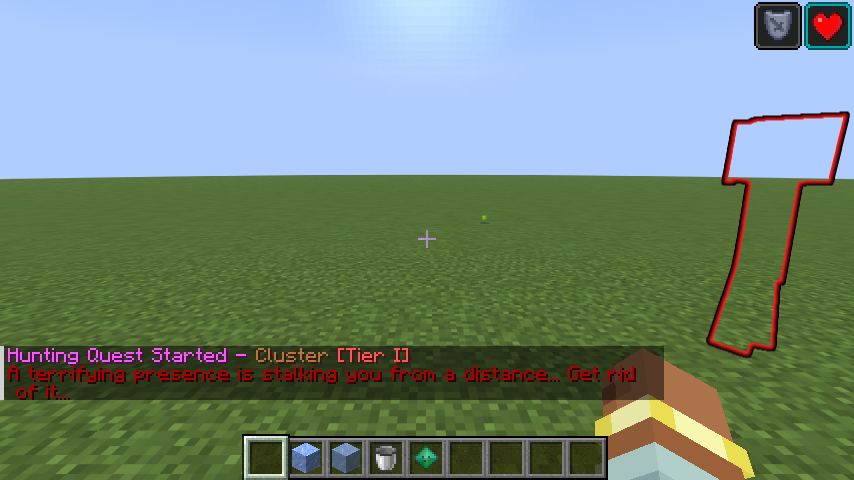 Hunting Quest Started - Cluster [Tier I]
A terrifying presence is stalking you from a distance... Get rid
of it...